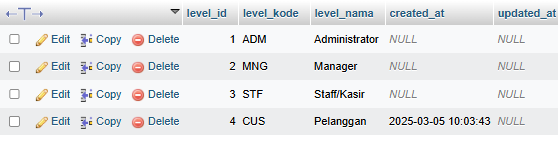 ←T→ level_id level_kode level_nama created_at updated_at
Edit Copy Delete 1 ADM Administrator NULL NULL
Edit Copy Delete 2 MNG Manager NULL NULL
Edit Copy Delete 3 STF Staff/Kasir NULL NULL
Edit Copy Delete 4 CUS Pelanggan 2025-03-05 10:03:43 NULL